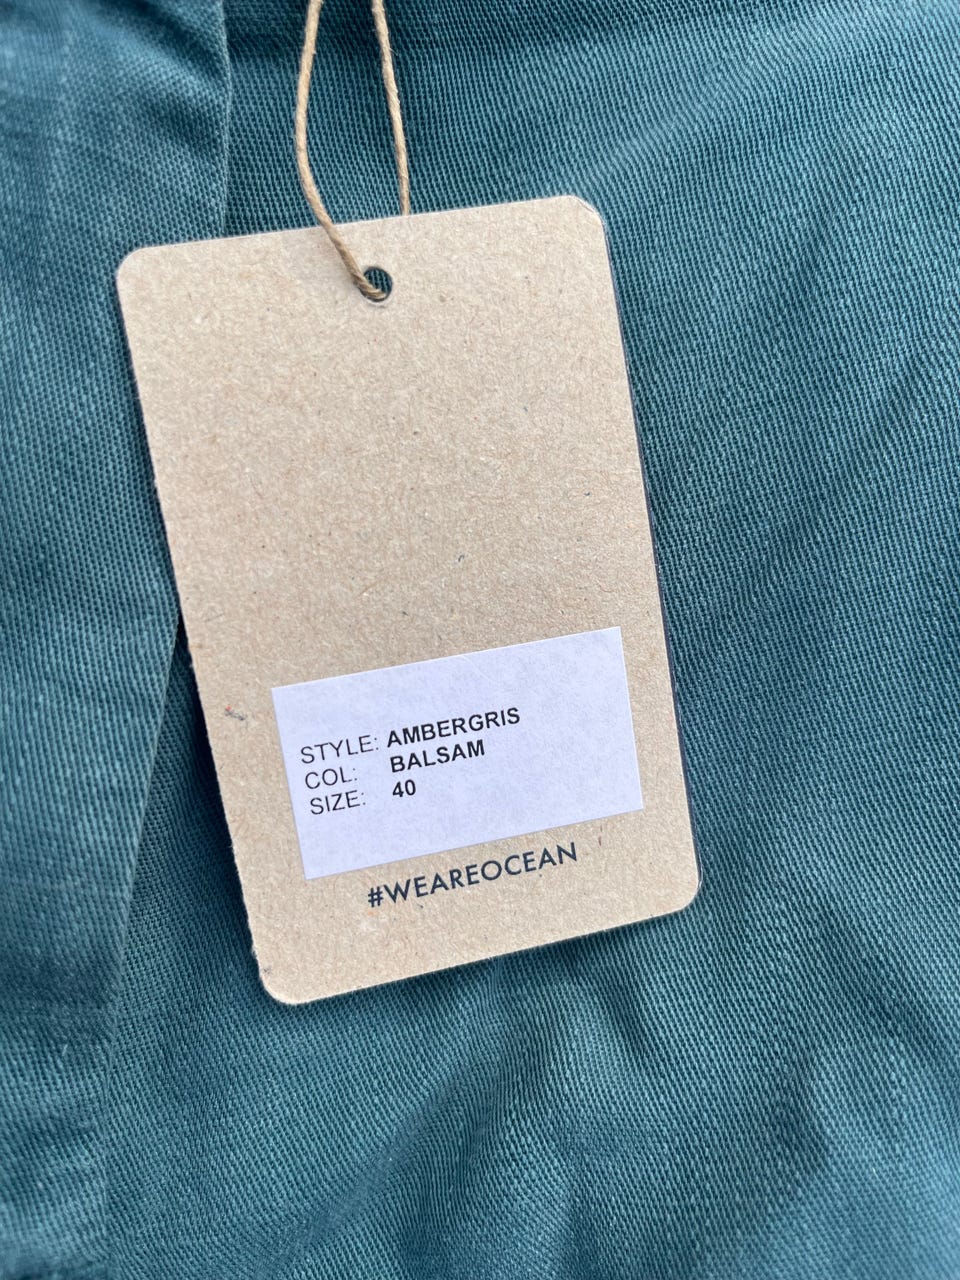 STYLE: AMBERGRIS
COL: BALSAM
SIZE: 40
#WEAREOCEAN